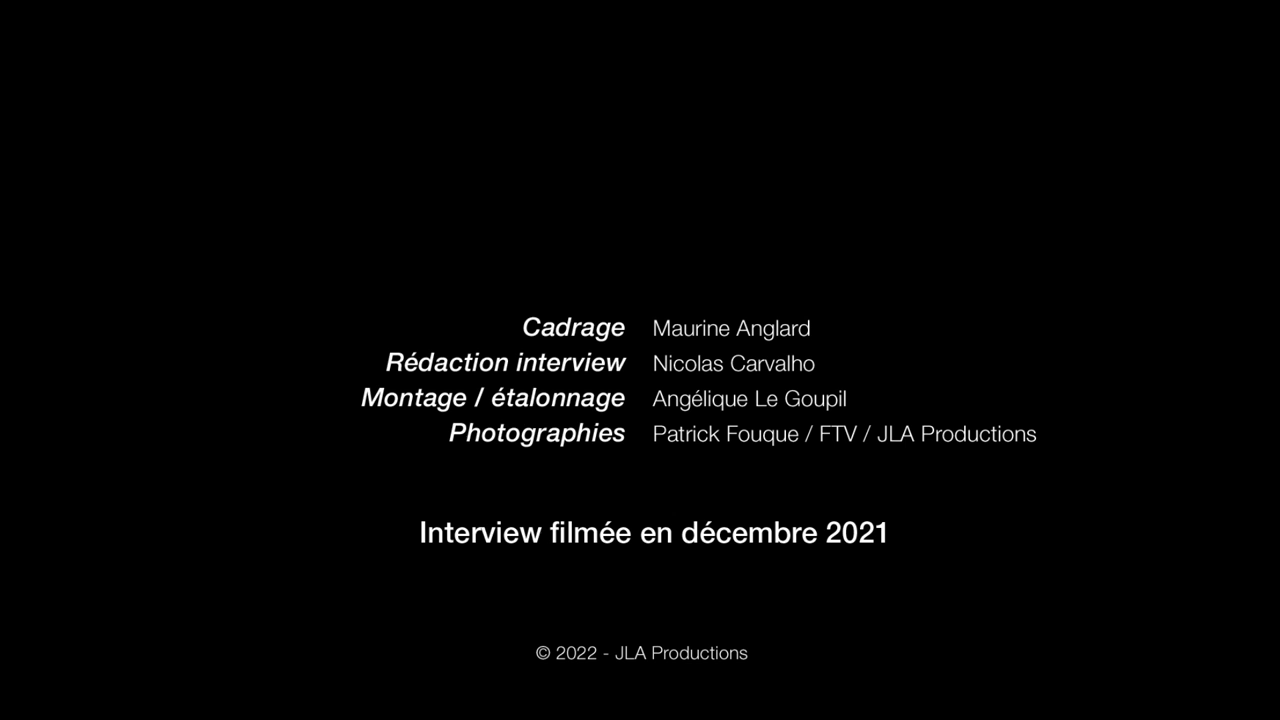 Cadrage Maurine Anglard
Rédaction interview Nicolas Carvalho
Montage / étalonnage Angélique Le Goupil
Photographies Patrick Fouque / FTV / JLA Productions
Interview filmée en décembre 2021
© 2022 - JLA Productions